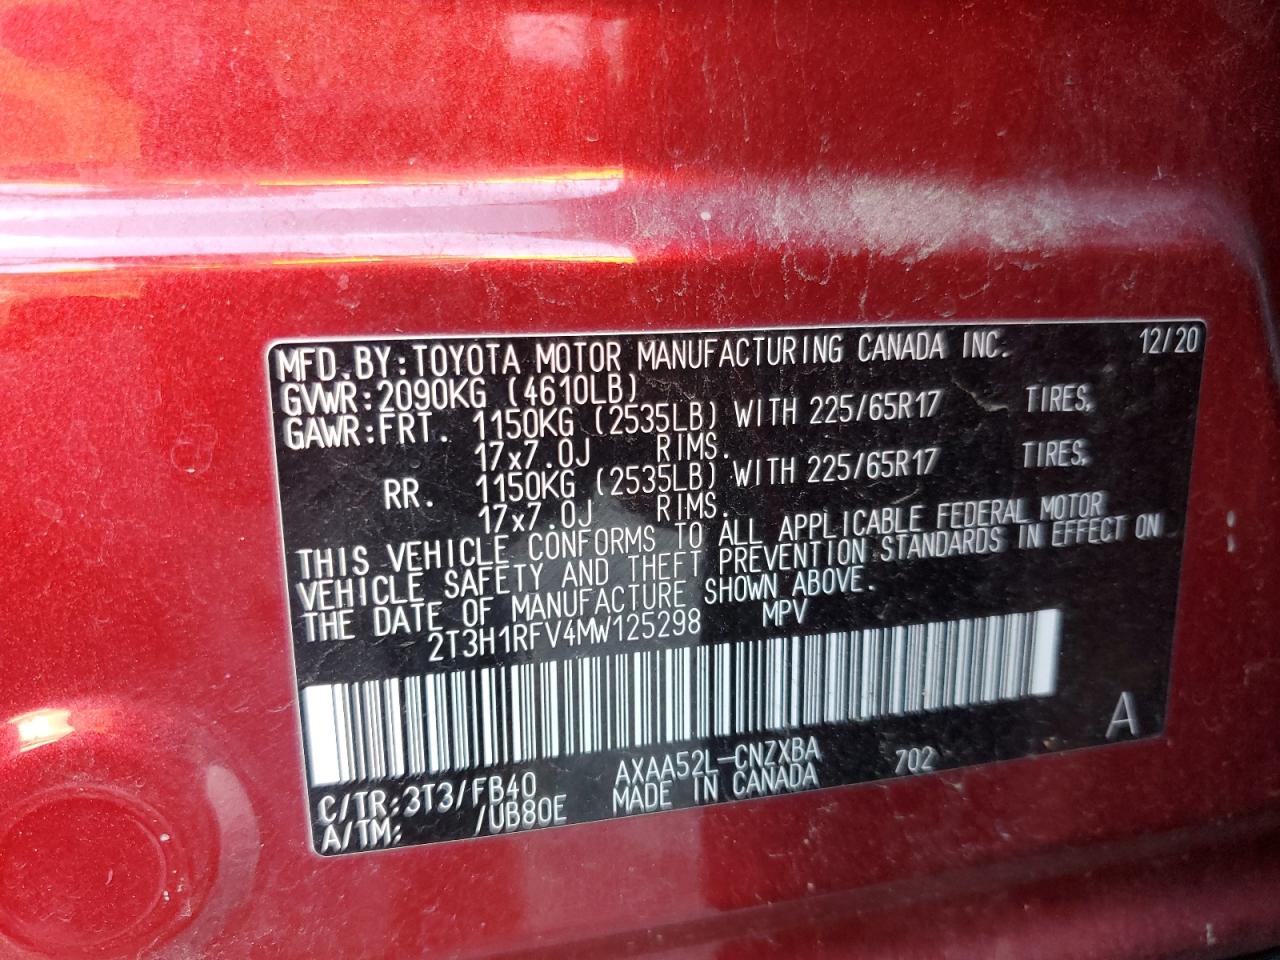 MFD.BY:TOYOTA MOTOR MANUFACTURING CANADA INC. 12/20
GVWR:2090KG (4610LB)
GAWR:FRT. 1150KG (2535LB) WITH 225/65R17 TIRES,
17x7.0J RIMS.
RR. 1150KG (2535LB) WITH 225/65R17 TIRES,
17x7.0J RIMS.
THIS VEHICLE CONFORMS TO ALL APPLICABLE FEDERAL MOTOR
VEHICLE SAFETY AND THEFT PREVENTION STANDARDS IN EFFECT ON
THE DATE OF MANUFACTURE SHOWN ABOVE.
2T3H1RFV4MW125298 MPV
A
C/TR:3T3/FB40 AXAA52L-CNZXBA 702
A/TM: /UB80E MADE IN CANADA